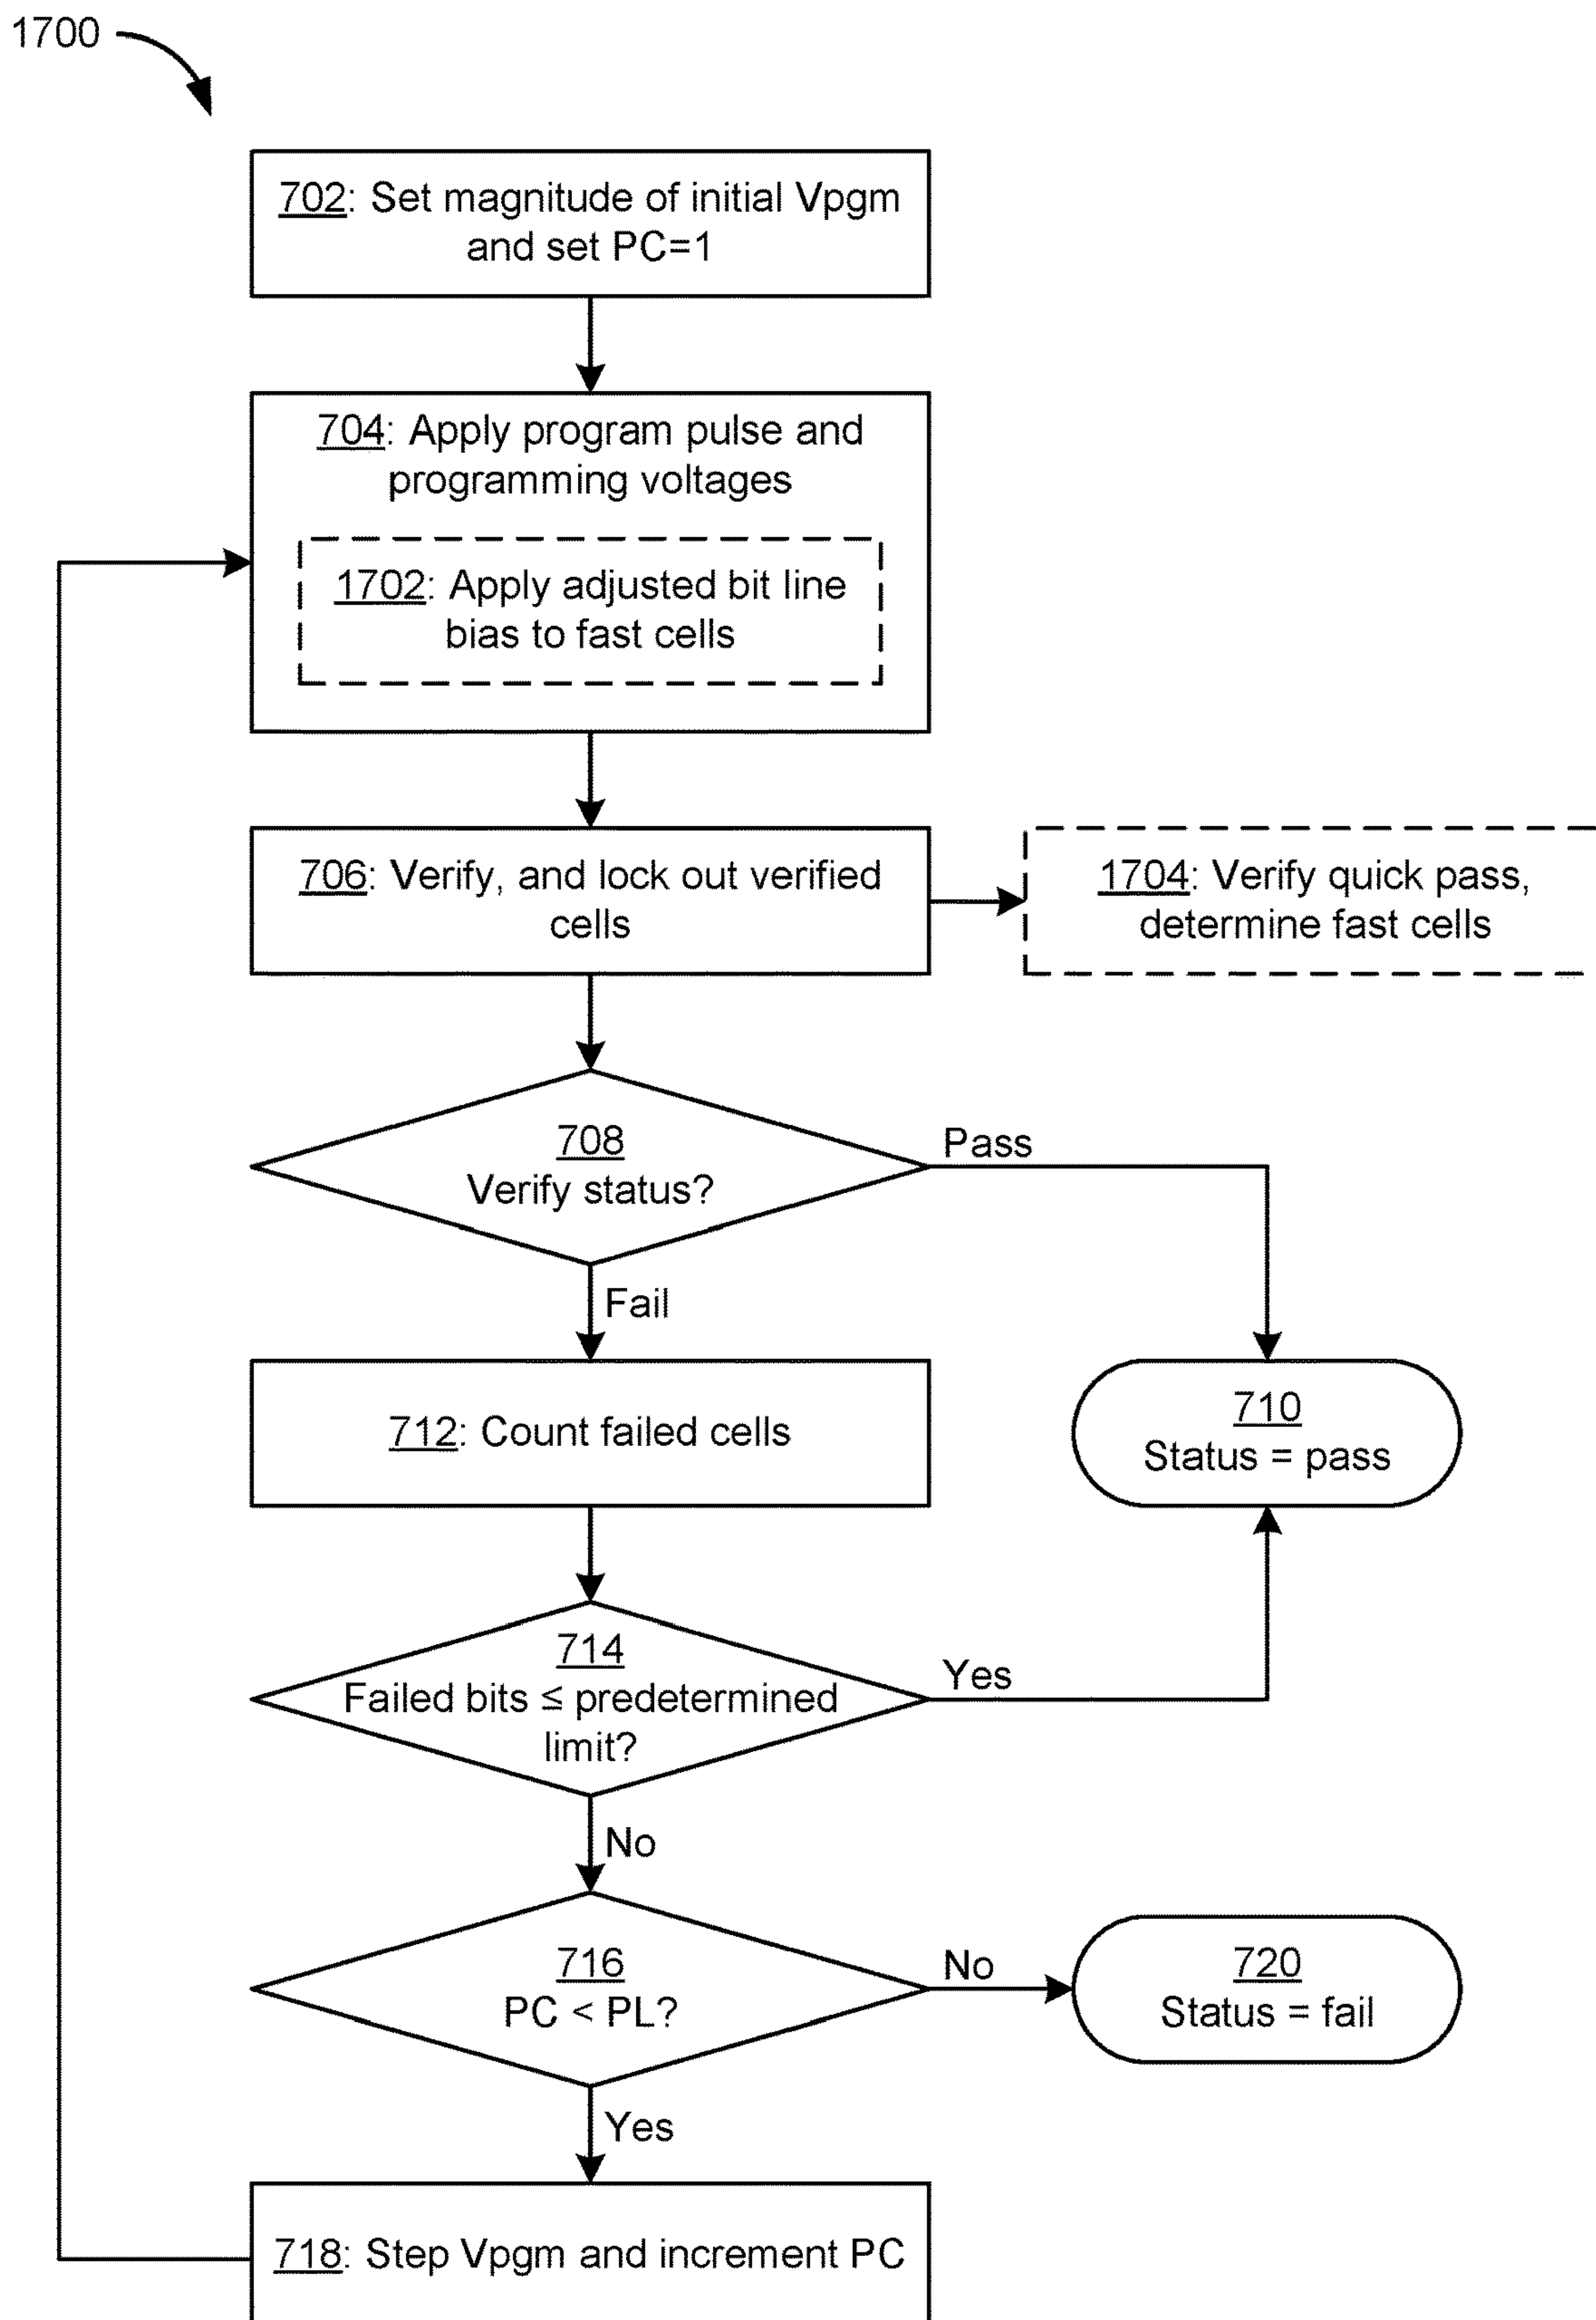 1700
702: Set magnitude of initial Vpgm
and set PC=1
704: Apply program pulse and
programming voltages
1702: Apply adjusted bit line
bias to fast cells
706: Verify, and lock out verified
cells
1704: Verify quick pass,
determine fast cells
708
Verify status?
Pass
Fail
712: Count failed cells
710
Status = pass
714
Failed bits ≤ predetermined
limit?
Yes
No
716
PC < PL?
No
720
Status = fail
Yes
718: Step Vpgm and increment PC